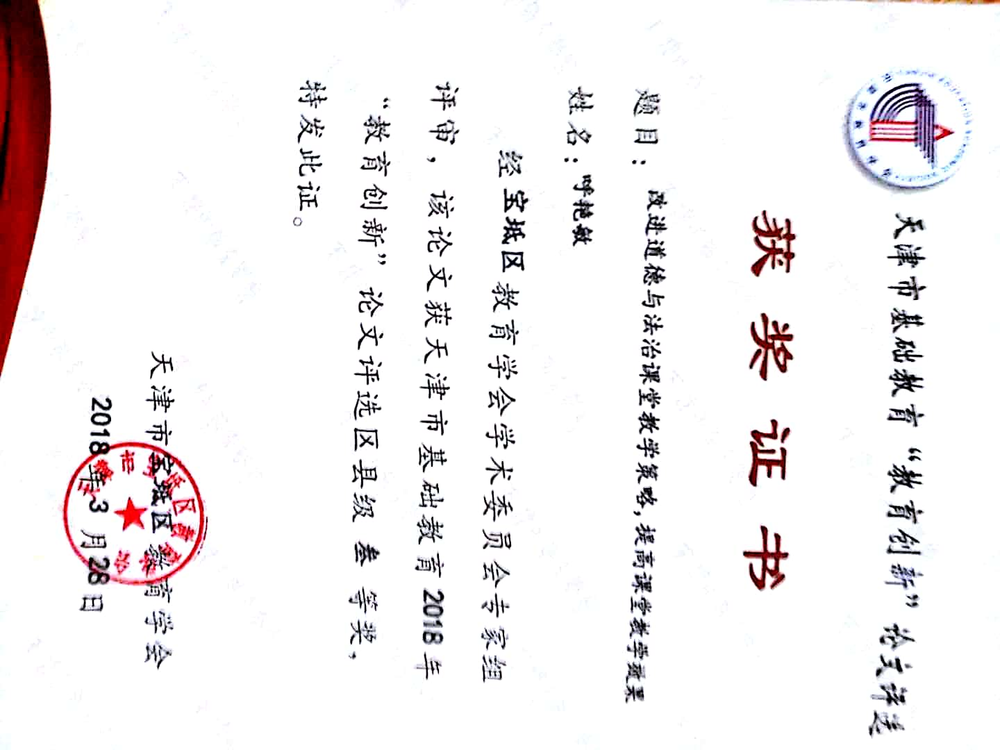 天津市基础教育“教育创新”论文评选
获奖证书
题目：改进道德与法治课堂教学策略，提高课堂教学效果
姓名：呼艳敏
经宝坻区教育学会学术委员会专家组
评审，该论文获天津市基础教育2018年
“教育创新”论文评选区县级 叁 等奖，
特发此证。
天津市宝坻区教育学会
2018年3月28日